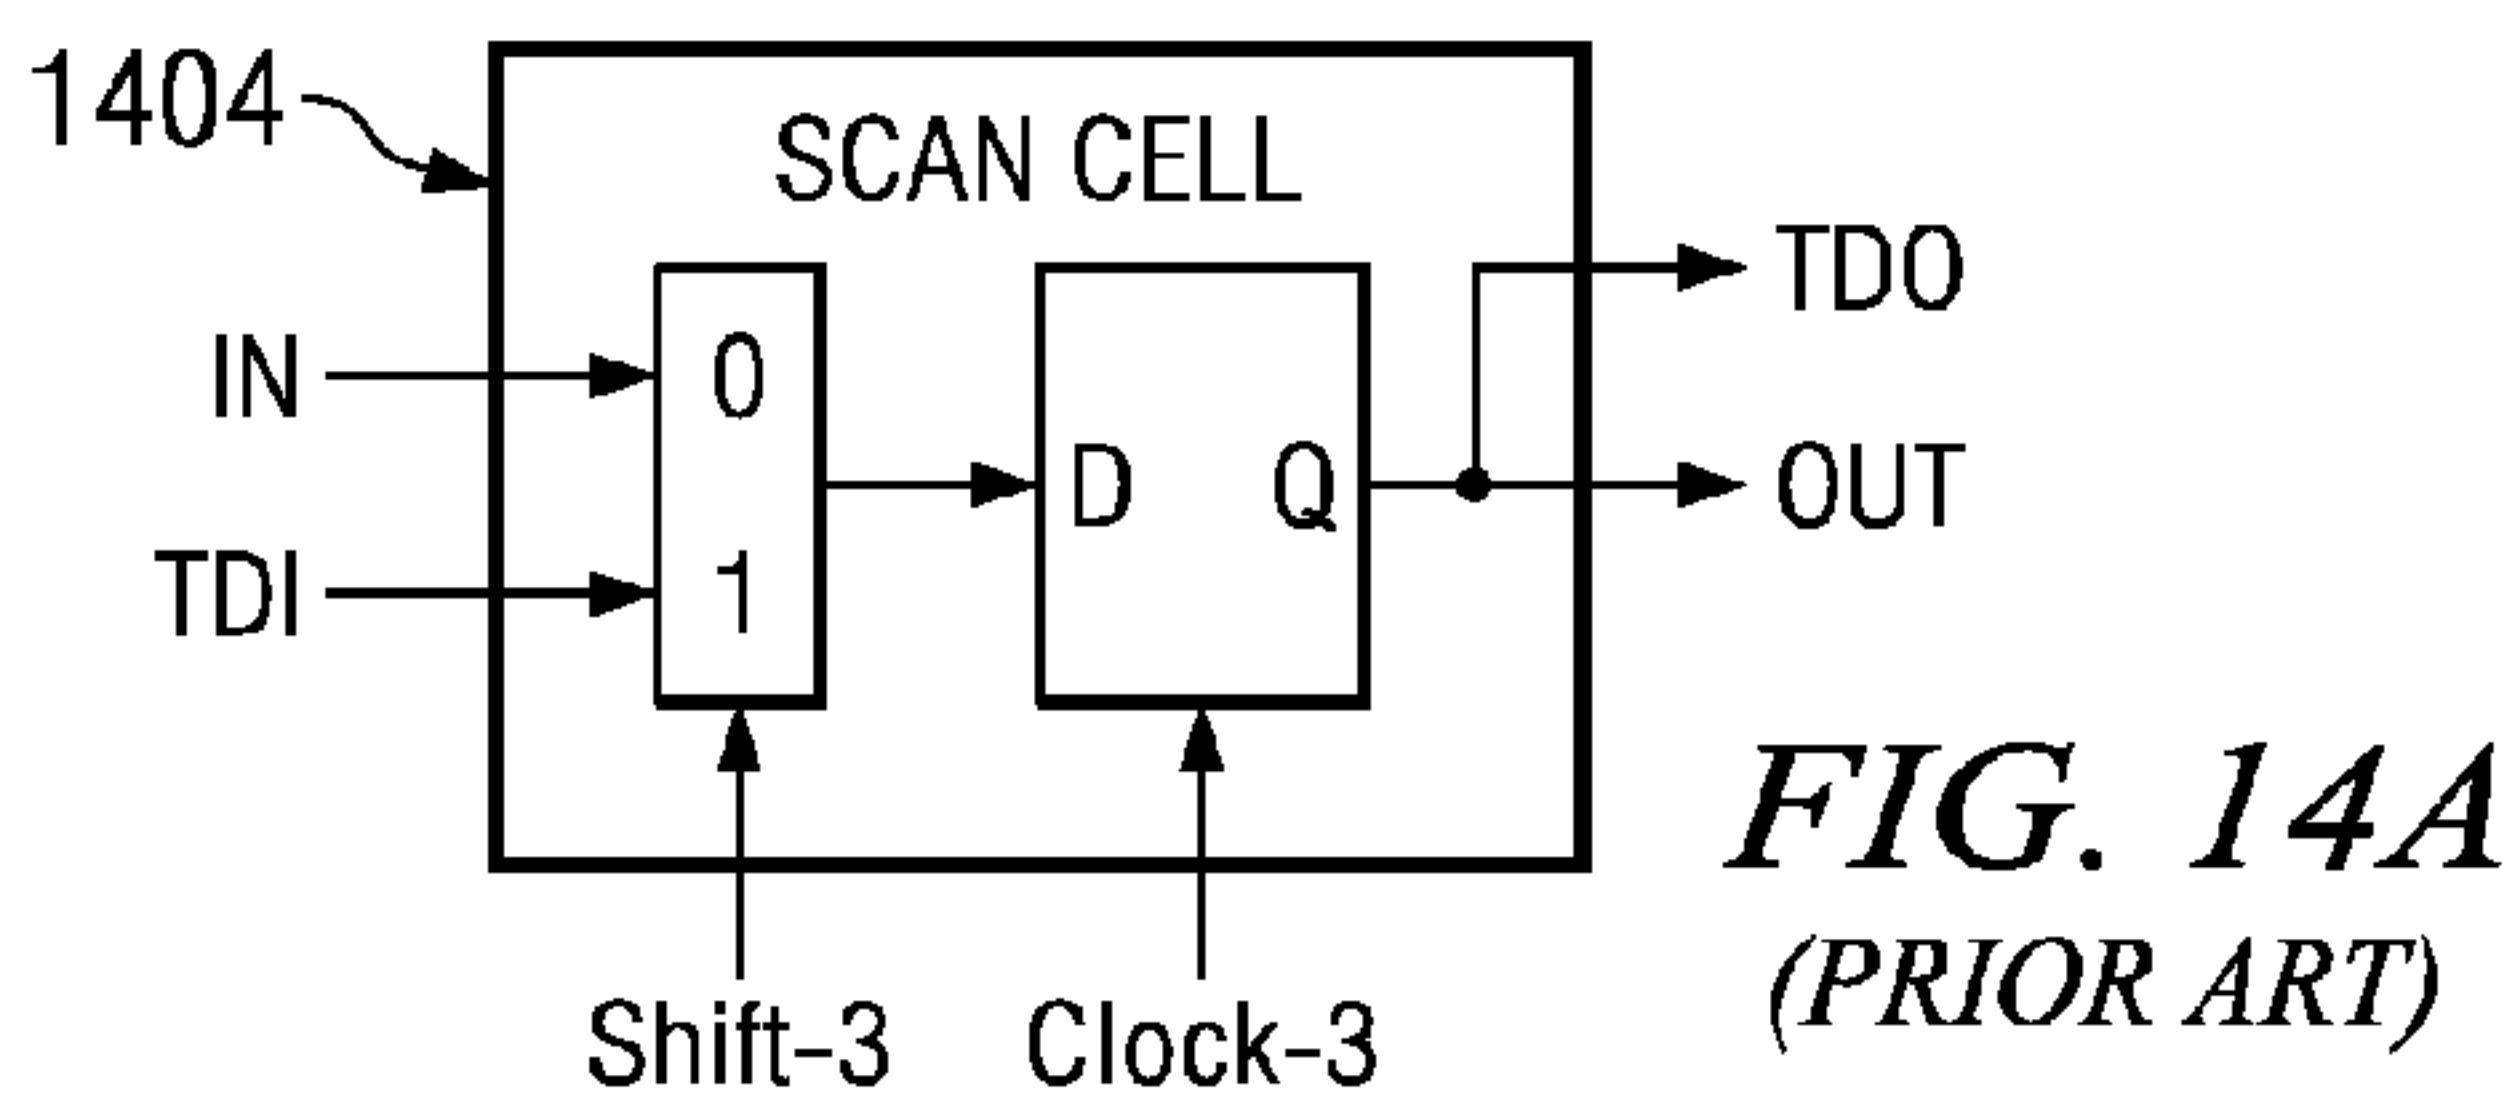 1404
SCAN CELL
TDO
IN
0
D
Q
OUT
TDI
1
Shift-3
Clock-3
FIG. 14A
(PRIOR ART)